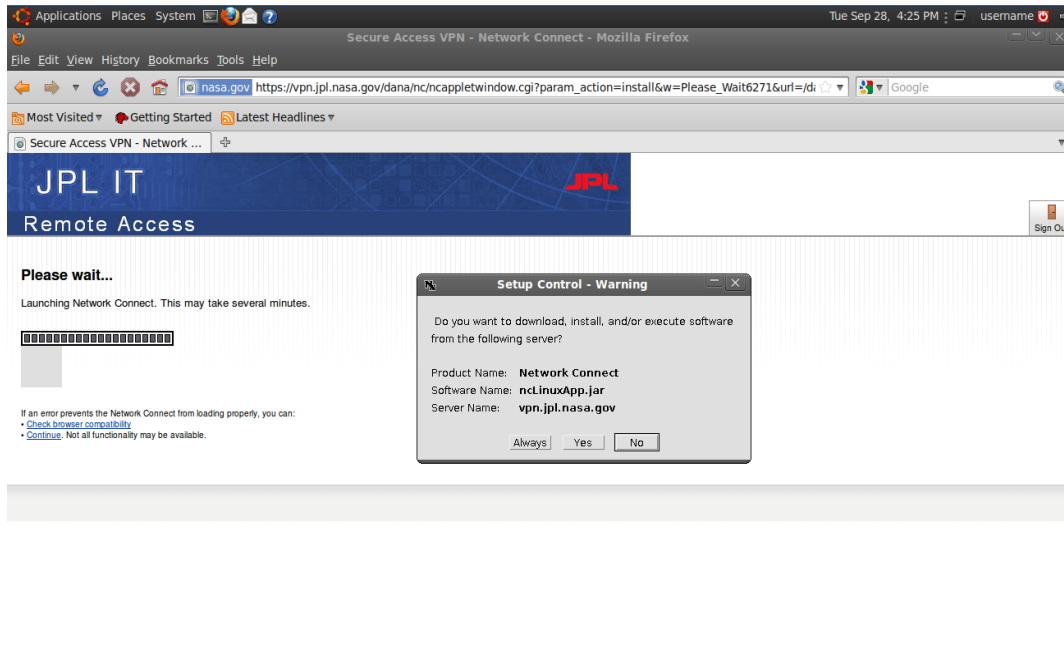 Applications Places System Tue Sep 28, 4:25 PM username
Secure Access VPN - Network Connect - Mozilla Firefox
File Edit View History Bookmarks Tools Help
nasa.gov https://vpn.jpl.nasa.gov/dana/nc/ncappletwindow.cgi?param_action=install&w=Please_Wait6271&url=/da Google
Most Visited Getting Started Latest Headlines
Secure Access VPN - Network ...
JPL IT JPL
Remote Access
Sign Ou
Please wait...
Launching Network Connect. This may take several minutes.
If an error prevents the Network Connect from loading properly, you can:
• Check browser compatibility
• Continue. Not all functionality may be available.
Setup Control - Warning
Do you want to download, install, and/or execute software
from the following server?
Product Name: Network Connect
Software Name: ncLinuxApp.jar
Server Name: vpn.jpl.nasa.gov
Always Yes No